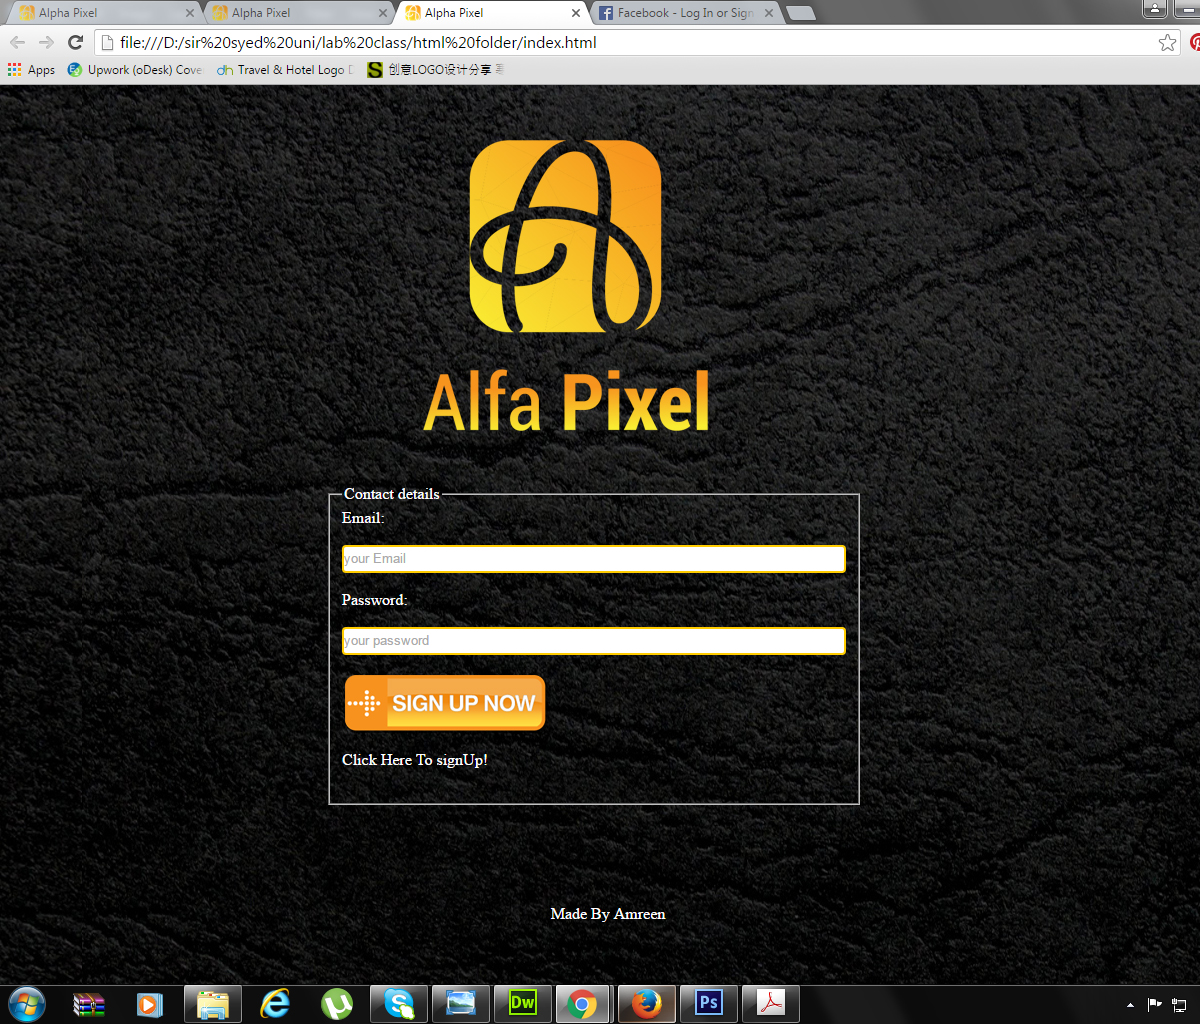 Alpha Pixel
Alpha Pixel
Alpha Pixel
Facebook - Log In or Sign
file:///D:/sir%20syed%20uni/lab%20class/html%20folder/index.html
Apps
Upwork (oDesk) Cove
Travel & Hotel Logo D
创意LOGO设计分享
Alfa Pixel
Contact details
Email:
your Email
Password:
your password
SIGN UP NOW
Click Here To signUp!
Made By Amreen
Dw
Ps